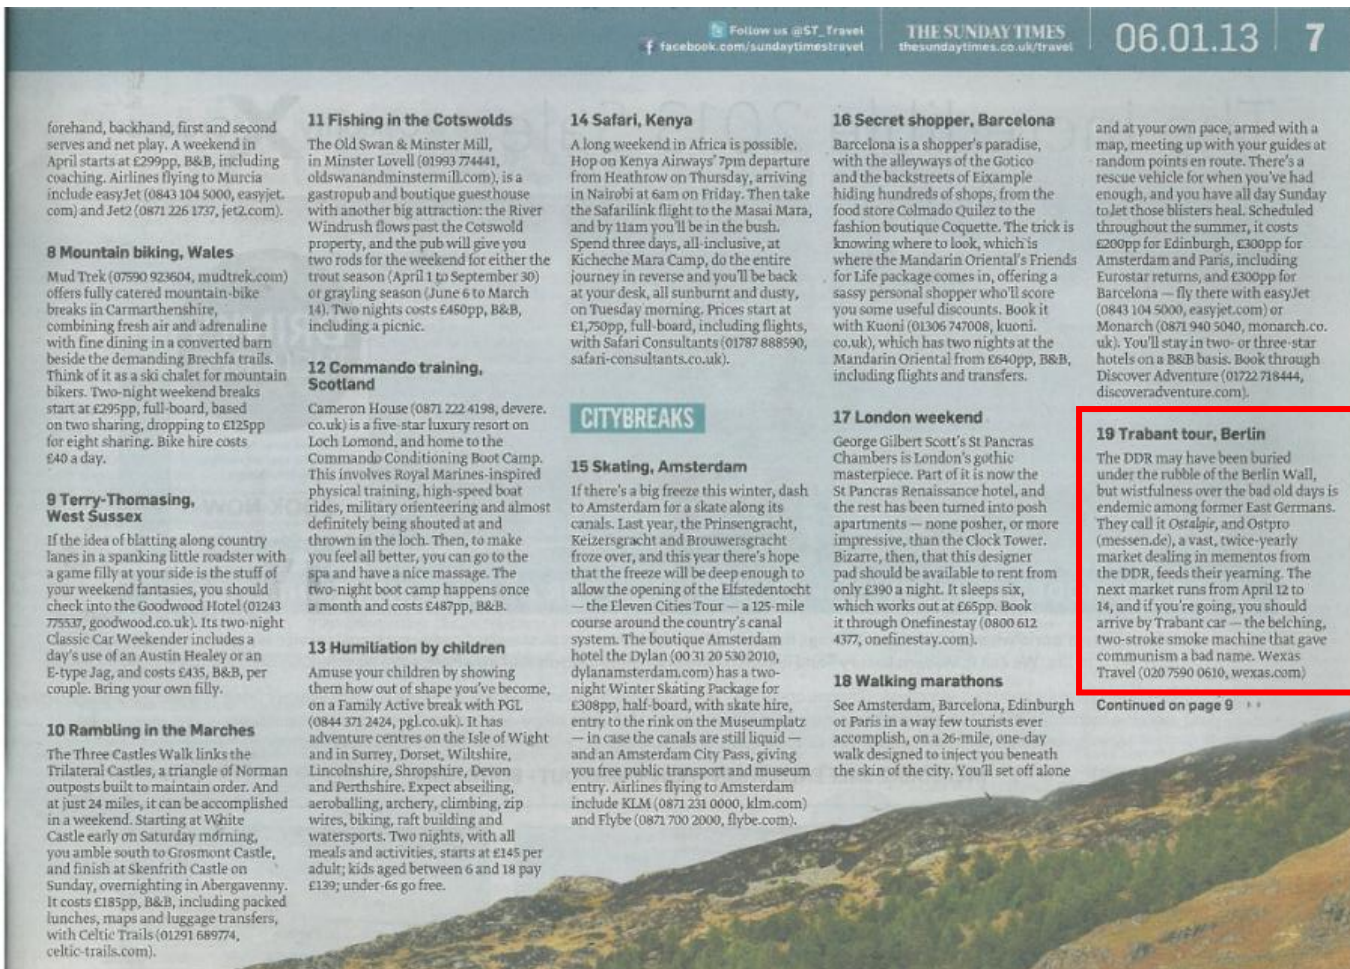 Follow us @ST_Travel
facebook.com/sundaytimestravel
THE SUNDAY TIMES
thesundaytimes.co.uk/travel
06.01.13
7
forehand, backhand, first and second
serves and net play. A weekend in
April starts at £299pp, B&B, including
coaching. Airlines flying to Murcia
include easyJet (0843 104 5000, easyjet.
com) and Jet2 (0871 226 1737, jet2.com).
8 Mountain biking, Wales
Mud Trek (07590 923604, mudtrek.com)
offers fully catered mountain-bike
breaks in Carmarthenshire,
combining fresh air and adrenaline
with fine dining in a converted barn
beside the demanding Brechfa trails.
Think of it as a ski chalet for mountain
bikers. Two-night weekend breaks
start at £295pp, full-board, based
on two sharing, dropping to £125pp
for eight sharing. Bike hire costs
£40 a day.
9 Terry-Thomasing,
West Sussex
If the idea of blatting along country
lanes in a spanking little roadster with
a game filly at your side is the stuff of
your weekend fantasies, you should
check into the Goodwood Hotel (01243
775537, goodwood.co.uk). Its two-night
Classic Car Weekender includes a
day's use of an Austin Healey or an
E-type Jag, and costs £435, B&B, per
couple. Bring your own filly.
10 Rambling in the Marches
The Three Castles Walk links the
Trilateral Castles, a triangle of Norman
outposts built to maintain order. And
at just 24 miles, it can be accomplished
in a weekend. Starting at White
Castle early on Saturday morning,
you amble south to Grosmont Castle,
and finish at Skenfrith Castle on
Sunday, overnighting in Abergavenny.
It costs £185pp, B&B, including packed
lunches, maps and luggage transfers,
with Celtic Trails (01291 689774,
celtic-trails.com).
11 Fishing in the Cotswolds
The Old Swan & Minster Mill,
in Minster Lovell (01993 774441,
oldswanandminstermill.com), is a
gastropub and boutique guesthouse
with another big attraction: the River
Windrush flows past the Cotswold
property, and the pub will give you
two rods for the weekend for either the
trout season (April 1 to September 30)
or grayling season (June 6 to March
14). Two nights costs £450pp, B&B,
including a picnic.
12 Commando training,
Scotland
Cameron House (0871 222 4198, devere.
co.uk) is a five-star luxury resort on
Loch Lomond, and home to the
Commando Conditioning Boot Camp.
This involves Royal Marines-inspired
physical training, high-speed boat
rides, military orienteering and almost
definitely being shouted at and
thrown in the loch. Then, to make
you feel all better, you can go to the
spa and have a nice massage. The
two-night boot camp happens once
a month and costs £487pp, B&B.
13 Humiliation by children
Amuse your children by showing
them how out of shape you've become,
on a Family Active break with PGL
(0844 371 2424, pgl.co.uk). It has
adventure centres on the Isle of Wight
and in Surrey, Dorset, Wiltshire,
Lincolnshire, Shropshire, Devon
and Perthshire. Expect abseiling,
aeroballing, archery, climbing, zip
wires, biking, raft building and
watersports. Two nights, with all
meals and activities, starts at £145 per
adult; kids aged between 6 and 18 pay
£139; under-6s go free.
14 Safari, Kenya
A long weekend in Africa is possible.
Hop on Kenya Airways' 7pm departure
from Heathrow on Thursday, arriving
in Nairobi at 6am on Friday. Then take
the Safarilink flight to the Masai Mara,
and by 11am you'll be in the bush.
Spend three days, all-inclusive, at
Kicheche Mara Camp, do the entire
journey in reverse and you'll be back
at your desk, all sunburnt and dusty,
on Tuesday morning. Prices start at
£1,750pp, full-board, including flights,
with Safari Consultants (01787 888590,
safari-consultants.co.uk).
CITYBREAKS
15 Skating, Amsterdam
If there's a big freeze this winter, dash
to Amsterdam for a skate along its
canals. Last year, the Prinsengracht,
Keizersgracht and Brouwersgracht
froze over, and this year there's hope
that the freeze will be deep enough to
allow the opening of the Elfstedentocht
— the Eleven Cities Tour — a 125-mile
course around the country's canal
system. The boutique Amsterdam
hotel the Dylan (00 31 20 530 2010,
dylanamsterdam.com) has a two-
night Winter Skating Package for
£308pp, half-board, with skate hire,
entry to the rink on the Museumplatz
— in case the canals are still liquid —
and an Amsterdam City Pass, giving
you free public transport and museum
entry. Airlines flying to Amsterdam
include KLM (0871 231 0000, klm.com)
and Flybe (0871 700 2000, flybe.com).
16 Secret shopper, Barcelona
Barcelona is a shopper's paradise,
with the alleyways of the Gotico
and the backstreets of Eixample
hiding hundreds of shops, from the
food store Colmado Quilez to the
fashion boutique Coquette. The trick is
knowing where to look, which is
where the Mandarin Oriental's Friends
for Life package comes in, offering a
sassy personal shopper who'll score
you some useful discounts. Book it
with Kuoni (01306 747008, kuoni.
co.uk), which has two nights at the
Mandarin Oriental from £640pp, B&B,
including flights and transfers.
17 London weekend
George Gilbert Scott's St Pancras
Chambers is London's gothic
masterpiece. Part of it is now the
St Pancras Renaissance hotel, and
the rest has been turned into posh
apartments — none posher, or more
impressive, than the Clock Tower.
Bizarre, then, that this designer
pad should be available to rent from
only £390 a night. It sleeps six,
which works out at £65pp. Book
it through Onefinestay (0800 612
4377, onefinestay.com).
18 Walking marathons
See Amsterdam, Barcelona, Edinburgh
or Paris in a way few tourists ever
accomplish, on a 26-mile, one-day
walk designed to inject you beneath
the skin of the city. You'll set off alone
and at your own pace, armed with a
map, meeting up with your guides at
random points en route. There's a
rescue vehicle for when you've had
enough, and you have all day Sunday
to let those blisters heal. Scheduled
throughout the summer, it costs
£200pp for Edinburgh, £300pp for
Amsterdam and Paris, including
Eurostar returns, and £300pp for
Barcelona — fly there with easyJet
(0843 104 5000, easyjet.com) or
Monarch (0871 940 5040, monarch.co.
uk). You'll stay in two- or three-star
hotels on a B&B basis. Book through
Discover Adventure (01722 718444,
discoveradventure.com).
19 Trabant tour, Berlin
The DDR may have been buried
under the rubble of the Berlin Wall,
but wistfulness over the bad old days is
endemic among former East Germans.
They call it Ostalgie, and Ostpro
(messen.de), a vast, twice-yearly
market dealing in mementos from
the DDR, feeds their yearning. The
next market runs from April 12 to
14, and if you're going, you should
arrive by Trabant car — the belching,
two-stroke smoke machine that gave
communism a bad name. Wexas
Travel (020 7590 0610, wexas.com)
Continued on page 9